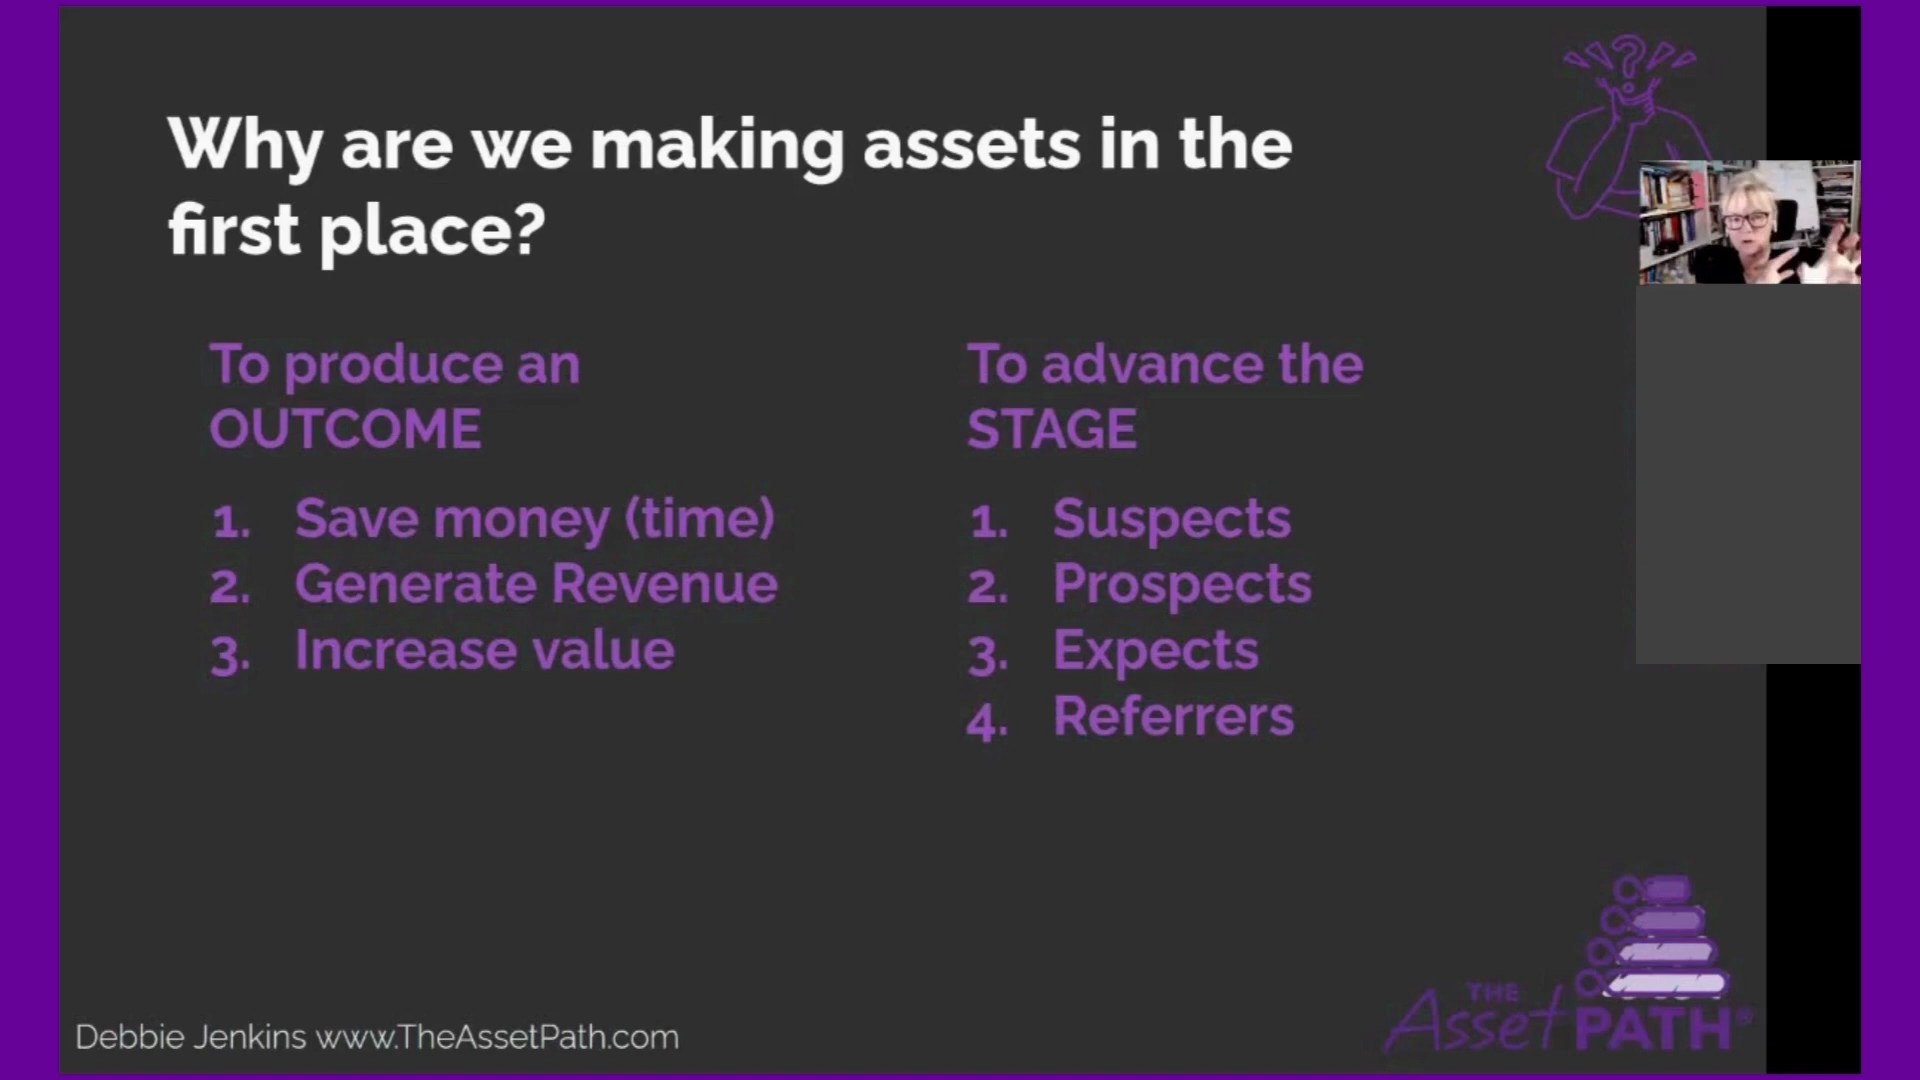 Why are we making assets in the
first place?
To produce an
OUTCOME
1. Save money (time)
2. Generate Revenue
3. Increase value
To advance the
STAGE
1. Suspects
2. Prospects
3. Expects
4. Referrers
?
Debbie Jenkins www.TheAssetPath.com
THE
Asset PATH®